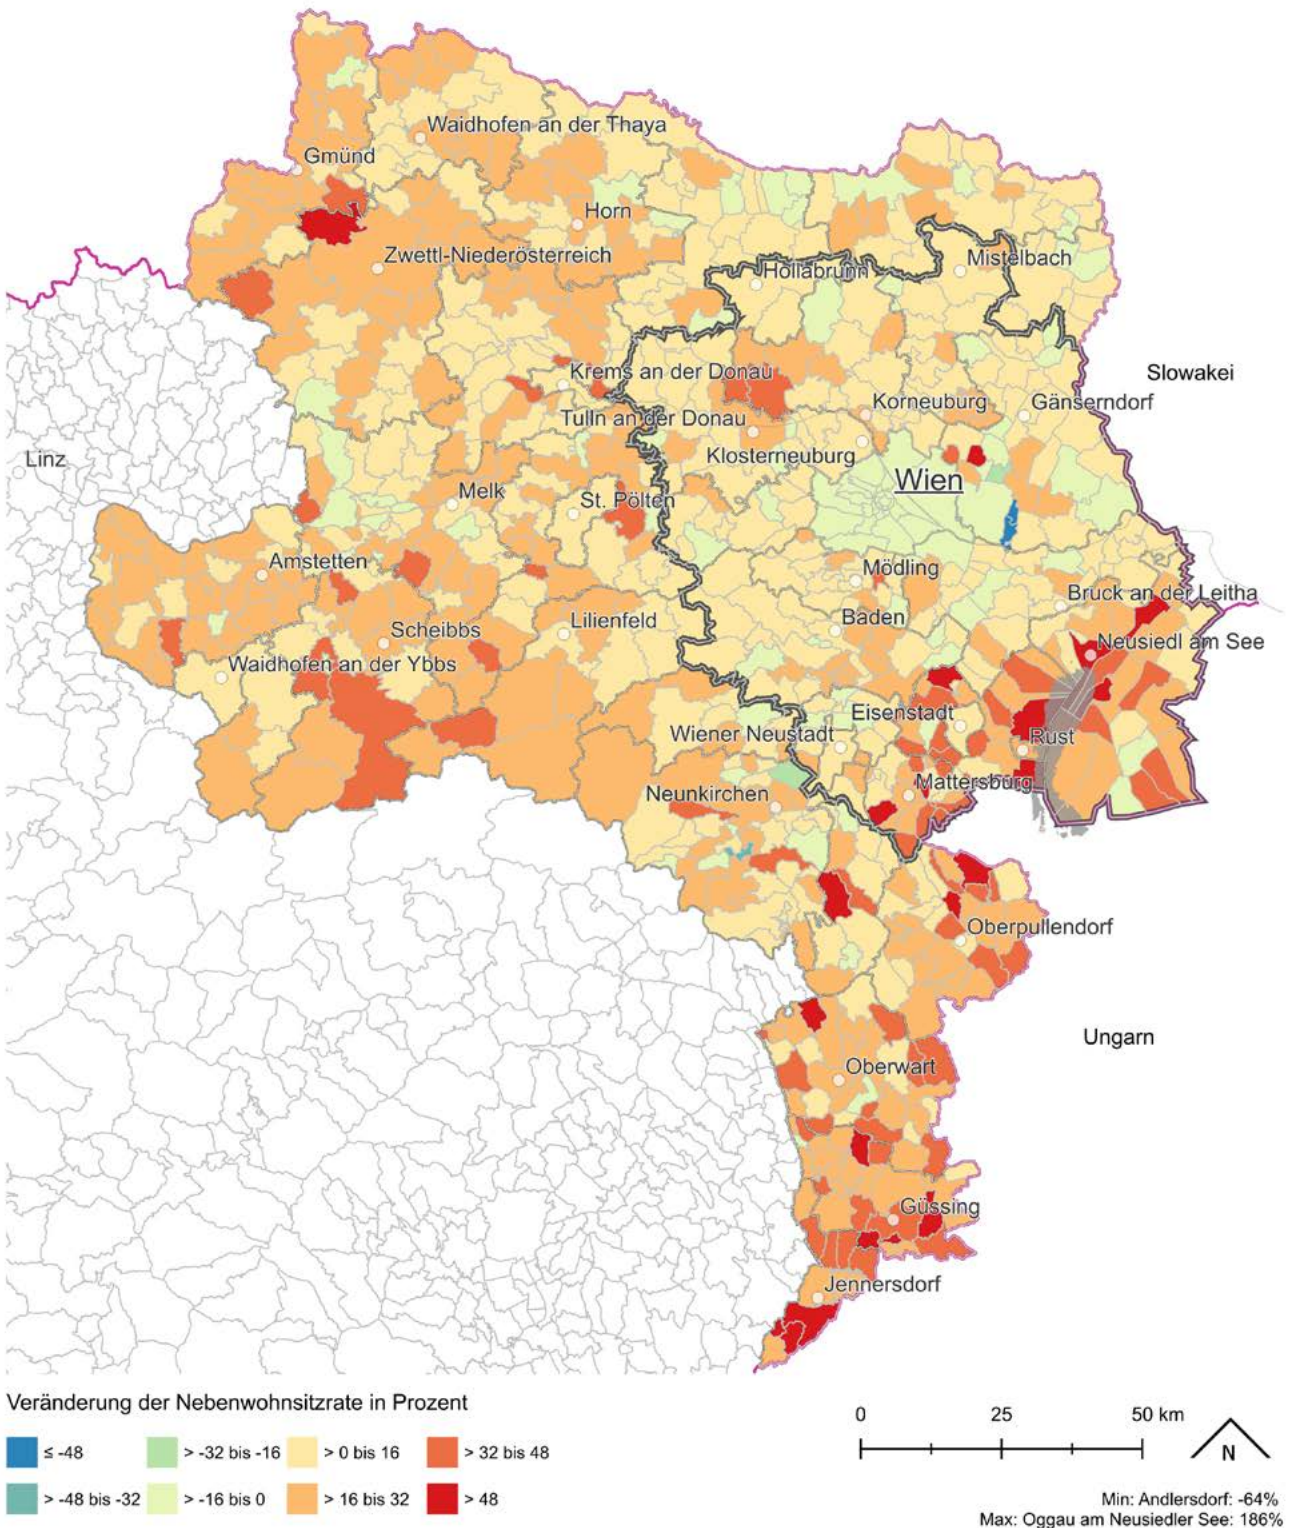 Waidhofen an der Thaya
Gmünd
Horn
Zwettl-Niederösterreich
Mistelbach
Hollabrunn
Slowakei
Krems an der Donau
Korneuburg
Gänserndorf
Tulln an der Donau
Klosterneuburg
Linz
Wien
Melk
St. Pölten
Amstetten
Mödling
Bruck an der Leitha
Baden
Lilienfeld
Scheibbs
Neusiedl am See
Waidhofen an der Ybbs
Eisenstadt
Wiener Neustadt
Rust
Mattersburg
Neunkirchen
Oberpullendorf
Ungarn
Oberwart
Güssing
Jennersdorf
Veränderung der Nebenwohnsitzrate in Prozent
≤ -48
> -32 bis -16
> 0 bis 16
> 32 bis 48
> -48 bis -32
> -16 bis 0
> 16 bis 32
> 48
0 25 50 km
N
Min: Andlersdorf: -64%
Max: Oggau am Neusiedler See: 186%